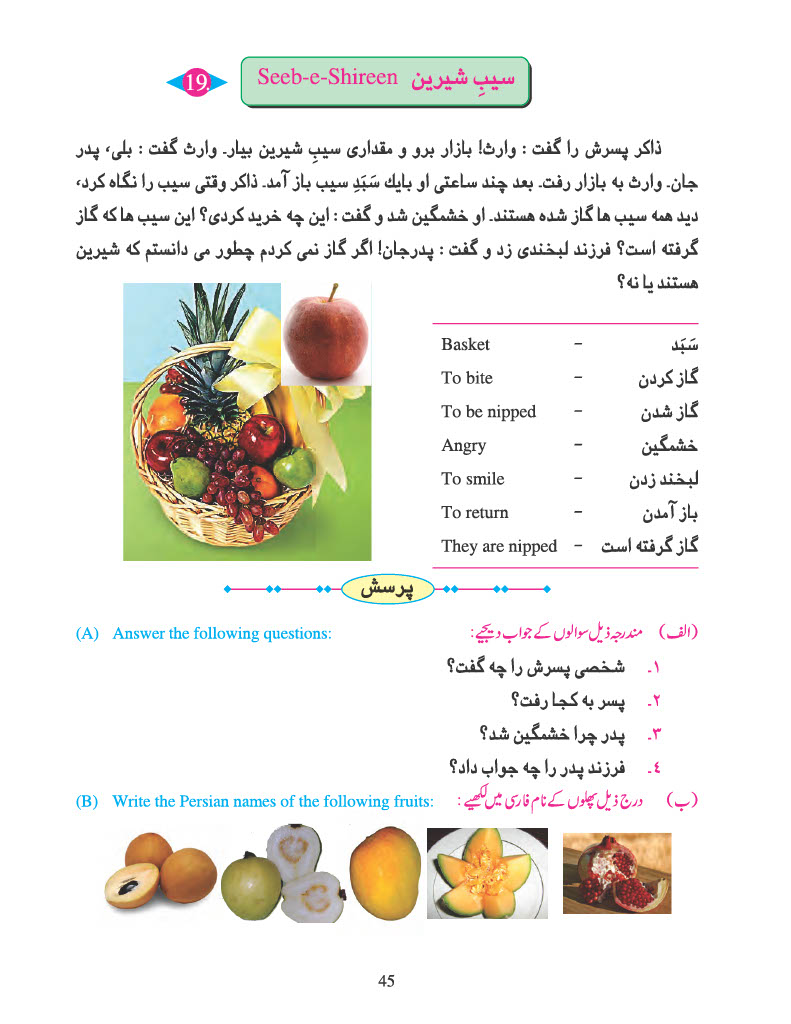 19. Seeb-e-Shireen سیبِ شیرین
ذاکر پسرش را گفت : وارث! بازار برو و مقداری سیبِ شیرین بیار۔ وارث گفت : بلی، پدر
جان۔ وارث به بازار رفت۔ بعد چند ساعتی او بایك سَبَدِ سیب باز آمد۔ ذاکر وقتی سیب را نگاه کرد،
دید همه سیب ها گاز شده هستند۔ او خشمگین شد و گفت : این چه خرید کردی؟ این سیب ها که گاز
گرفته است؟ فرزند لبخندی زد و گفت : پدرجان! اگر گاز نمی کردم چطور می دانستم که شیرین
هستند یا نه؟
Basket – سَبَد
To bite – گاز کردن
To be nipped – گاز شدن
Angry – خشمگین
To smile – لبخند زدن
To return – باز آمدن
They are nipped – گاز گرفته است
پرسش
(A) Answer the following questions: (الف) مندرجہ ذیل سوالوں کے جواب دیجیے :
۱۔ شخصی پسرش را چه گفت؟
۲۔ پسر به کجا رفت؟
۳۔ پدر چرا خشمگین شد؟
٤۔ فرزند پدر را چه جواب داد؟
(B) Write the Persian names of the following fruits: (ب) درج ذیل پھلوں کے نام فارسی میں لکھیے :
45